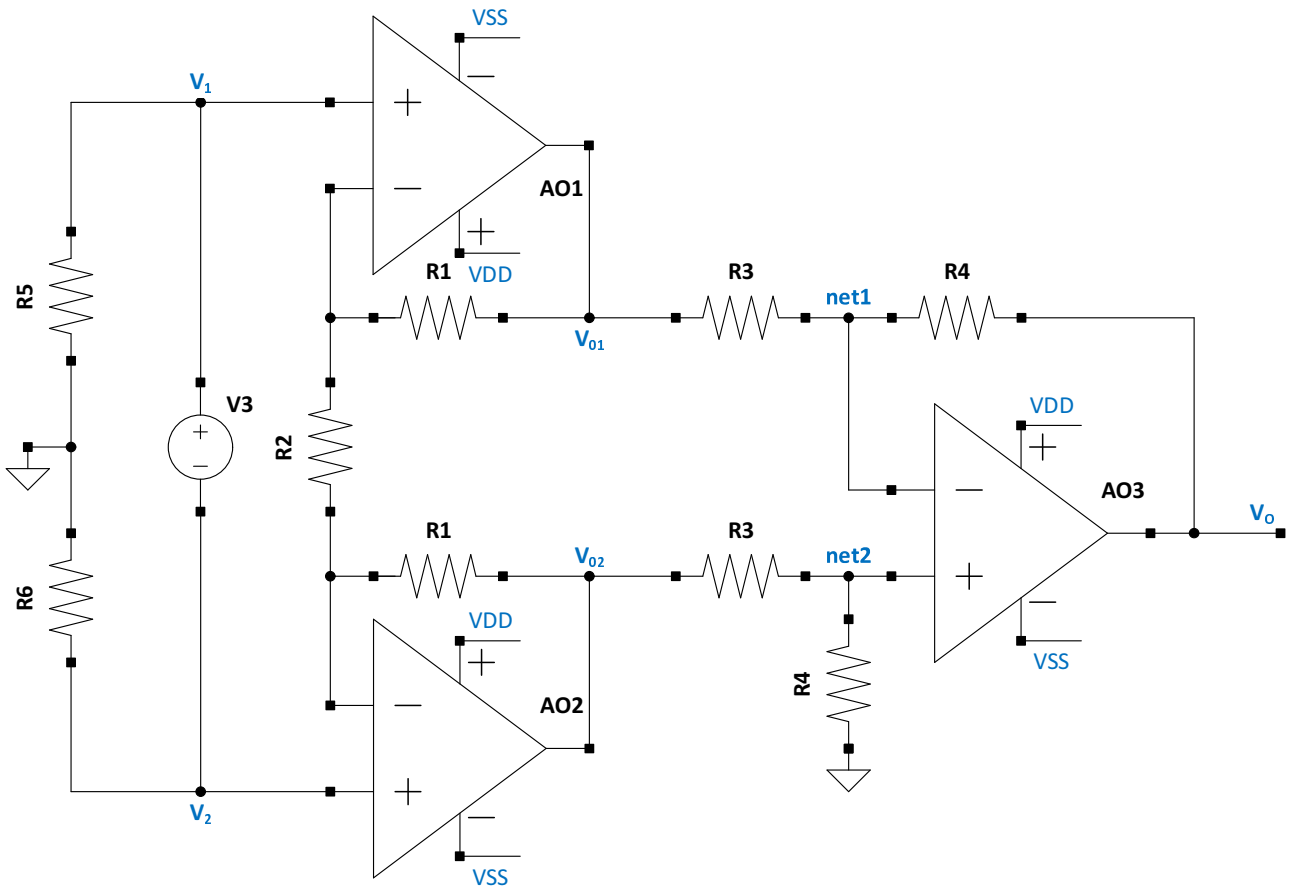 VSS
V₁
+
−
−
AO1
+
VDD
R5
R1
R3
R4
net1
V₀₁
V3
+
−
R2
VDD
+
−
AO3
V₀
+
−
VSS
R6
R1
V₀₂
R3
net2
R4
VDD
+
−
AO2
+
−
VSS
V₂